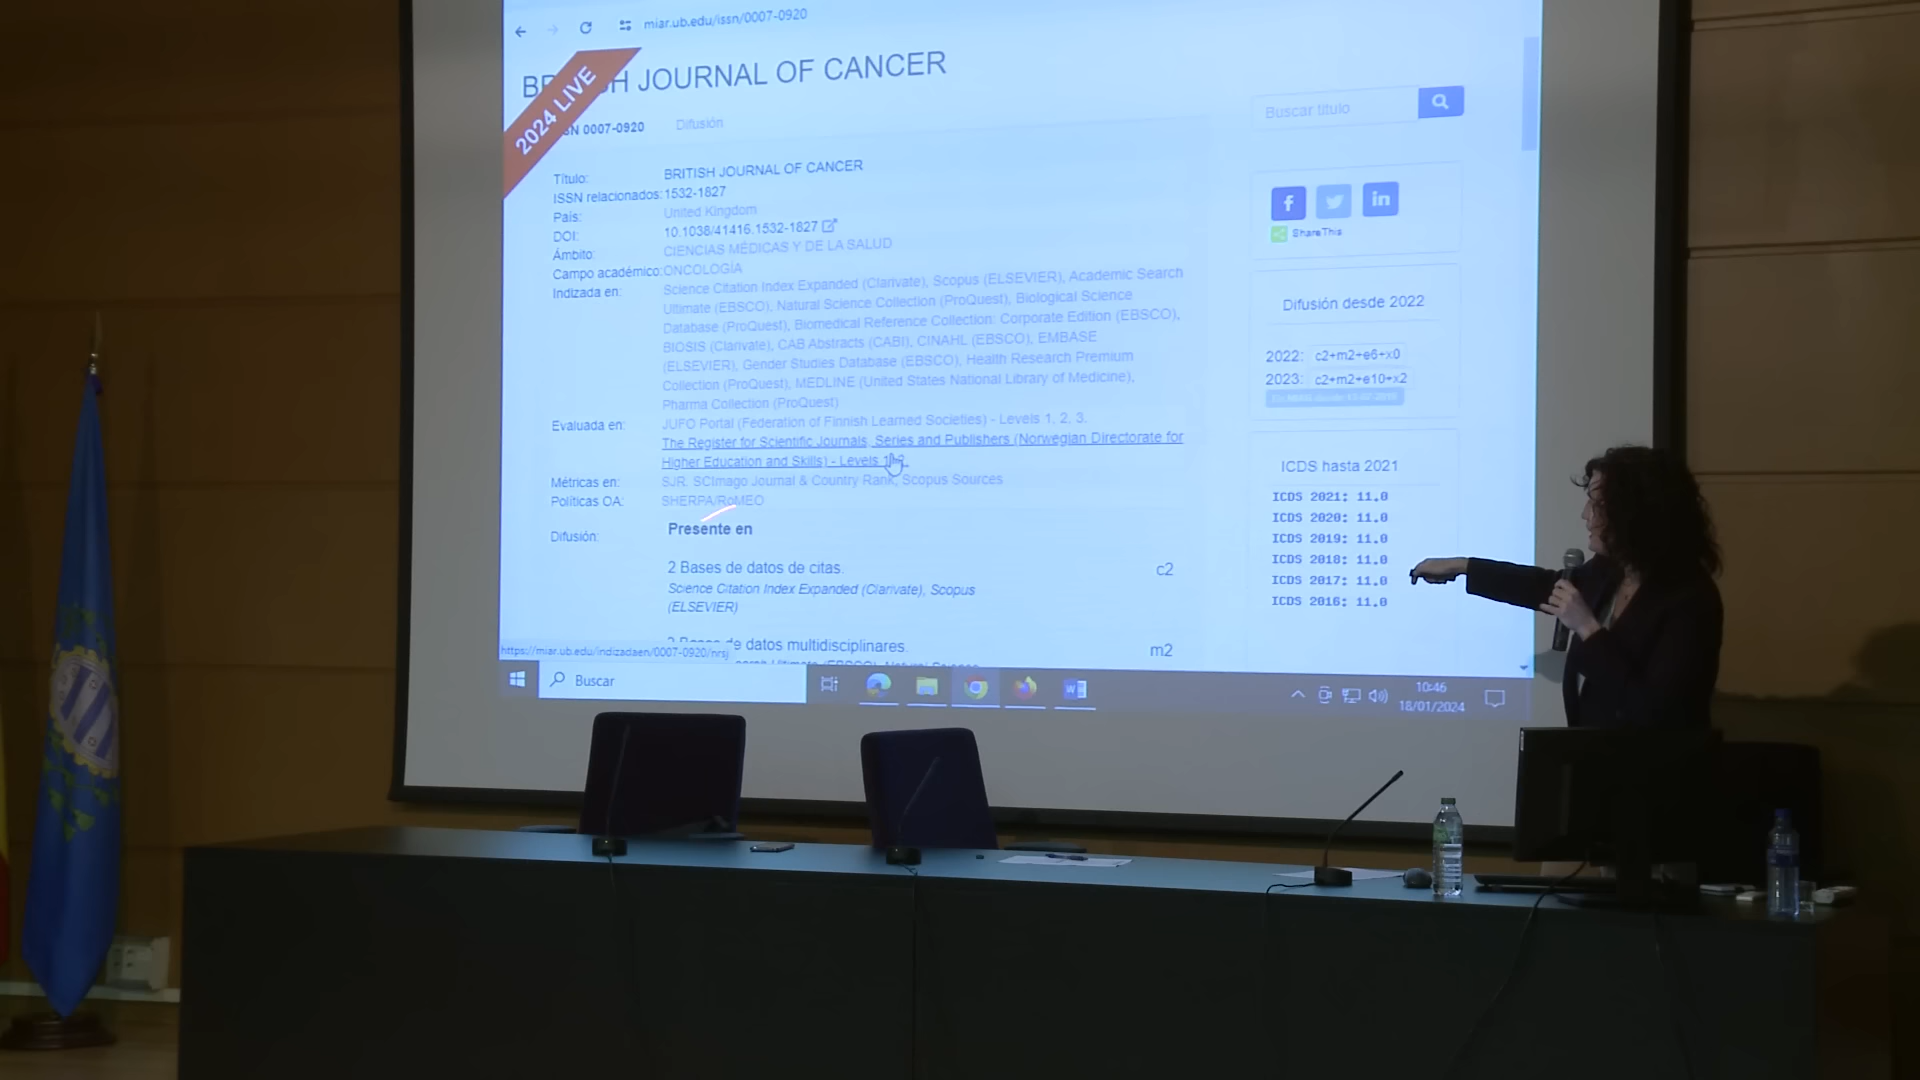 miar.ub.edu/issn/0007-0920
2024 LIVE
JOURNAL OF CANCER
0007-0920
Difusión
Buscar título
Título:
BRITISH JOURNAL OF CANCER
ISSN relacionados: 1532-1827
País: United Kingdom
DOI: 10.1038/41416.1532-1827
Ámbito: CIENCIAS MÉDICAS Y DE LA SALUD
Campo académico: ONCOLOGÍA
Indizada en: Science Citation Index Expanded (Clarivate), Scopus (ELSEVIER), Academic Search
Ultimate (EBSCO), Natural Science Collection (ProQuest), Biological Science
Database (ProQuest), Biomedical Reference Collection: Corporate Edition (EBSCO),
BIOSIS (Clarivate), CAB Abstracts (CABI), CINAHL (EBSCO), EMBASE
(ELSEVIER), Gender Studies Database (EBSCO), Health Research Premium
Collection (ProQuest), MEDLINE (United States National Library of Medicine),
Pharma Collection (ProQuest)
Evaluada en: JUFO Portal (Federation of Finnish Learned Societies) - Levels 1, 2, 3.
The Register for Scientific Journals, Series and Publishers (Norwegian Directorate for
Higher Education and Skills) - Levels
Métricas en: SJR. SCImago Journal & Country Rank, Scopus Sources
Políticas OA: SHERPA/RoMEO
Difusión:
Presente en
2 Bases de datos de citas. c2
Science Citation Index Expanded (Clarivate), Scopus
(ELSEVIER)
de datos multidisciplinares. m2
https://miar.ub.edu/indizadaen/0007-0920/nrsj
f
in
ShareThis
Difusión desde 2022
2022: c2+m2+e6+x0
2023: c2+m2+e10+x2
ICDS hasta 2021
ICDS 2021: 11.0
ICDS 2020: 11.0
ICDS 2019: 11.0
ICDS 2018: 11.0
ICDS 2017: 11.0
ICDS 2016: 11.0
Buscar
W
10:46
18/01/2024